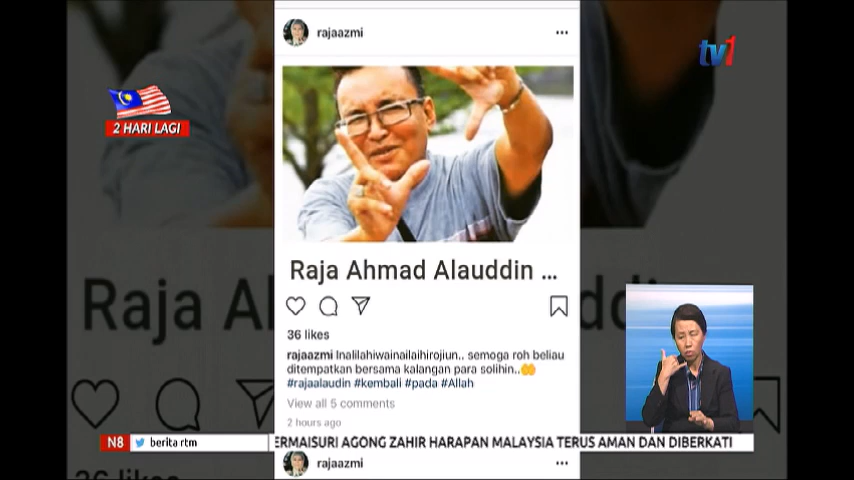 rajaazmi
tv1
2 HARI LAGI
Raja Ahmad Alauddin ...
36 likes
rajaazmi Inalilahiwainailaihirojiun.. semoga roh beliau
ditempatkan bersama kalangan para solihin..
#rajaalaudin #kembali #pada #Allah
View all 5 comments
2 hours ago
N8 berita rtm ERMAISURI AGONG ZAHIR HARAPAN MALAYSIA TERUS AMAN DAN DIBERKATI
rajaazmi